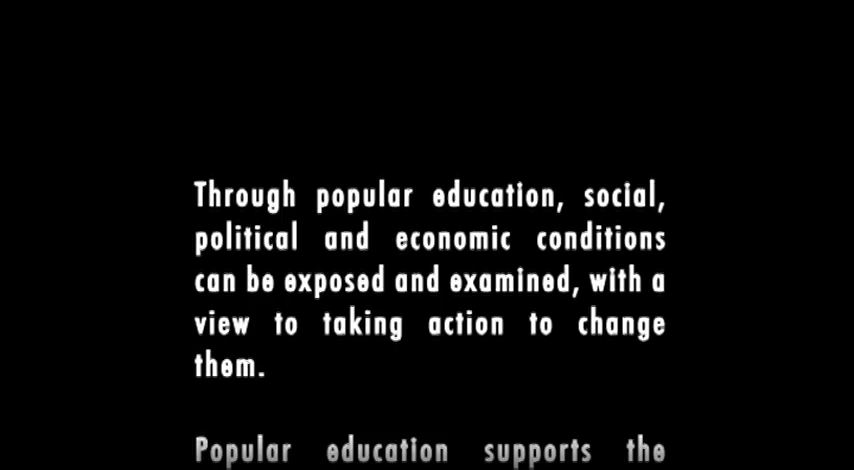 Through popular education, social,
political and economic conditions
can be exposed and examined, with a
view to taking action to change
them.
Popular education supports the